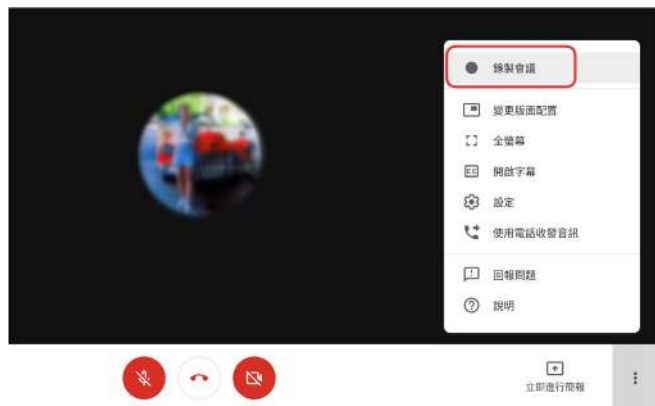 錄製會議
變更版面配置
全螢幕
開啟字幕
設定
使用電話收發音訊
回報問題
說明
立即進行簡報